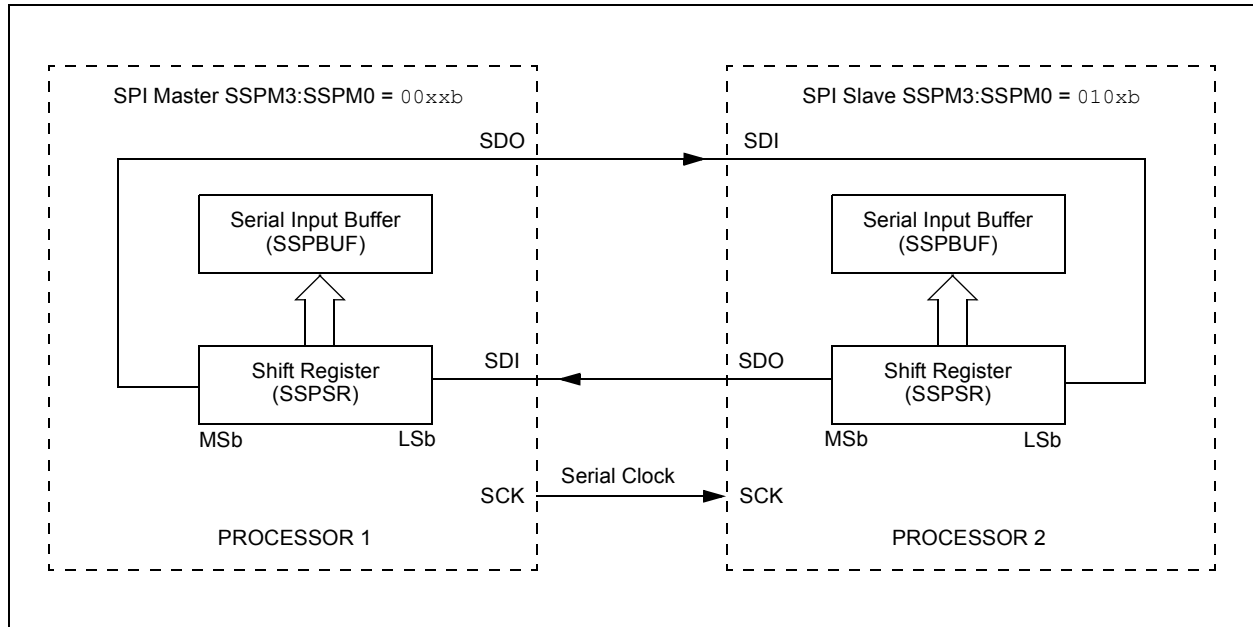 SPI Master SSPM3:SSPM0 = 00xxb
SPI Slave SSPM3:SSPM0 = 010xb
SDO
SDI
Serial Input Buffer
(SSPBUF)
Serial Input Buffer
(SSPBUF)
SDI
SDO
Shift Register
(SSPSR)
Shift Register
(SSPSR)
MSb
LSb
MSb
LSb
Serial Clock
SCK
SCK
PROCESSOR 1
PROCESSOR 2